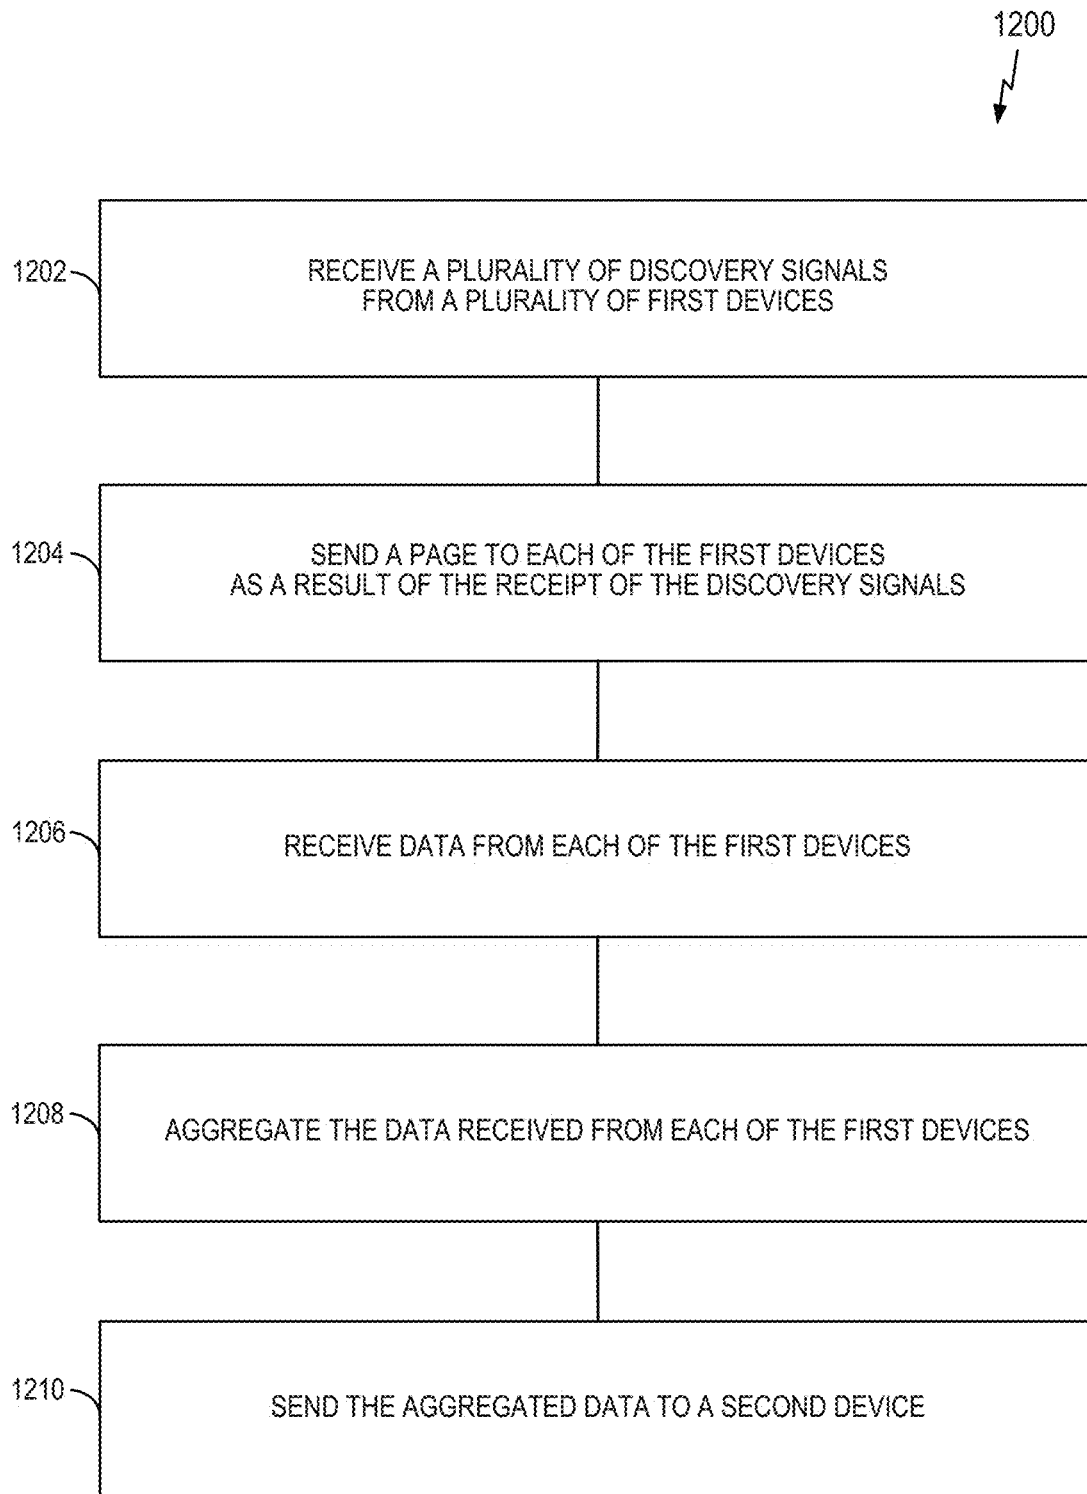 1200
1202
RECEIVE A PLURALITY OF DISCOVERY SIGNALS
FROM A PLURALITY OF FIRST DEVICES
1204
SEND A PAGE TO EACH OF THE FIRST DEVICES
AS A RESULT OF THE RECEIPT OF THE DISCOVERY SIGNALS
1206
RECEIVE DATA FROM EACH OF THE FIRST DEVICES
1208
AGGREGATE THE DATA RECEIVED FROM EACH OF THE FIRST DEVICES
1210
SEND THE AGGREGATED DATA TO A SECOND DEVICE